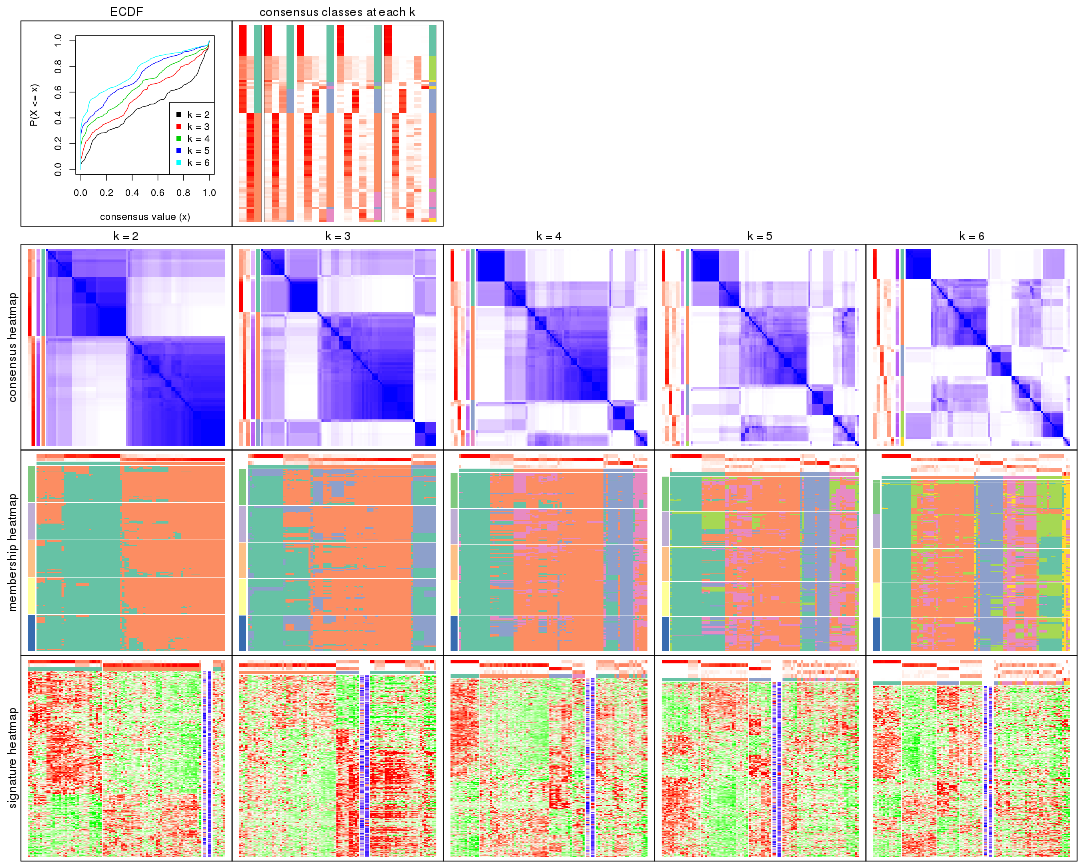 ECDF
consensus classes at each k
P(X <= x)
0.0 0.2 0.4 0.6 0.8 1.0
k = 2
k = 3
k = 4
k = 5
k = 6
0.0 0.2 0.4 0.6 0.8 1.0
consensus value (x)
k = 2
k = 3
k = 4
k = 5
k = 6
consensus heatmap
membership heatmap
signature heatmap